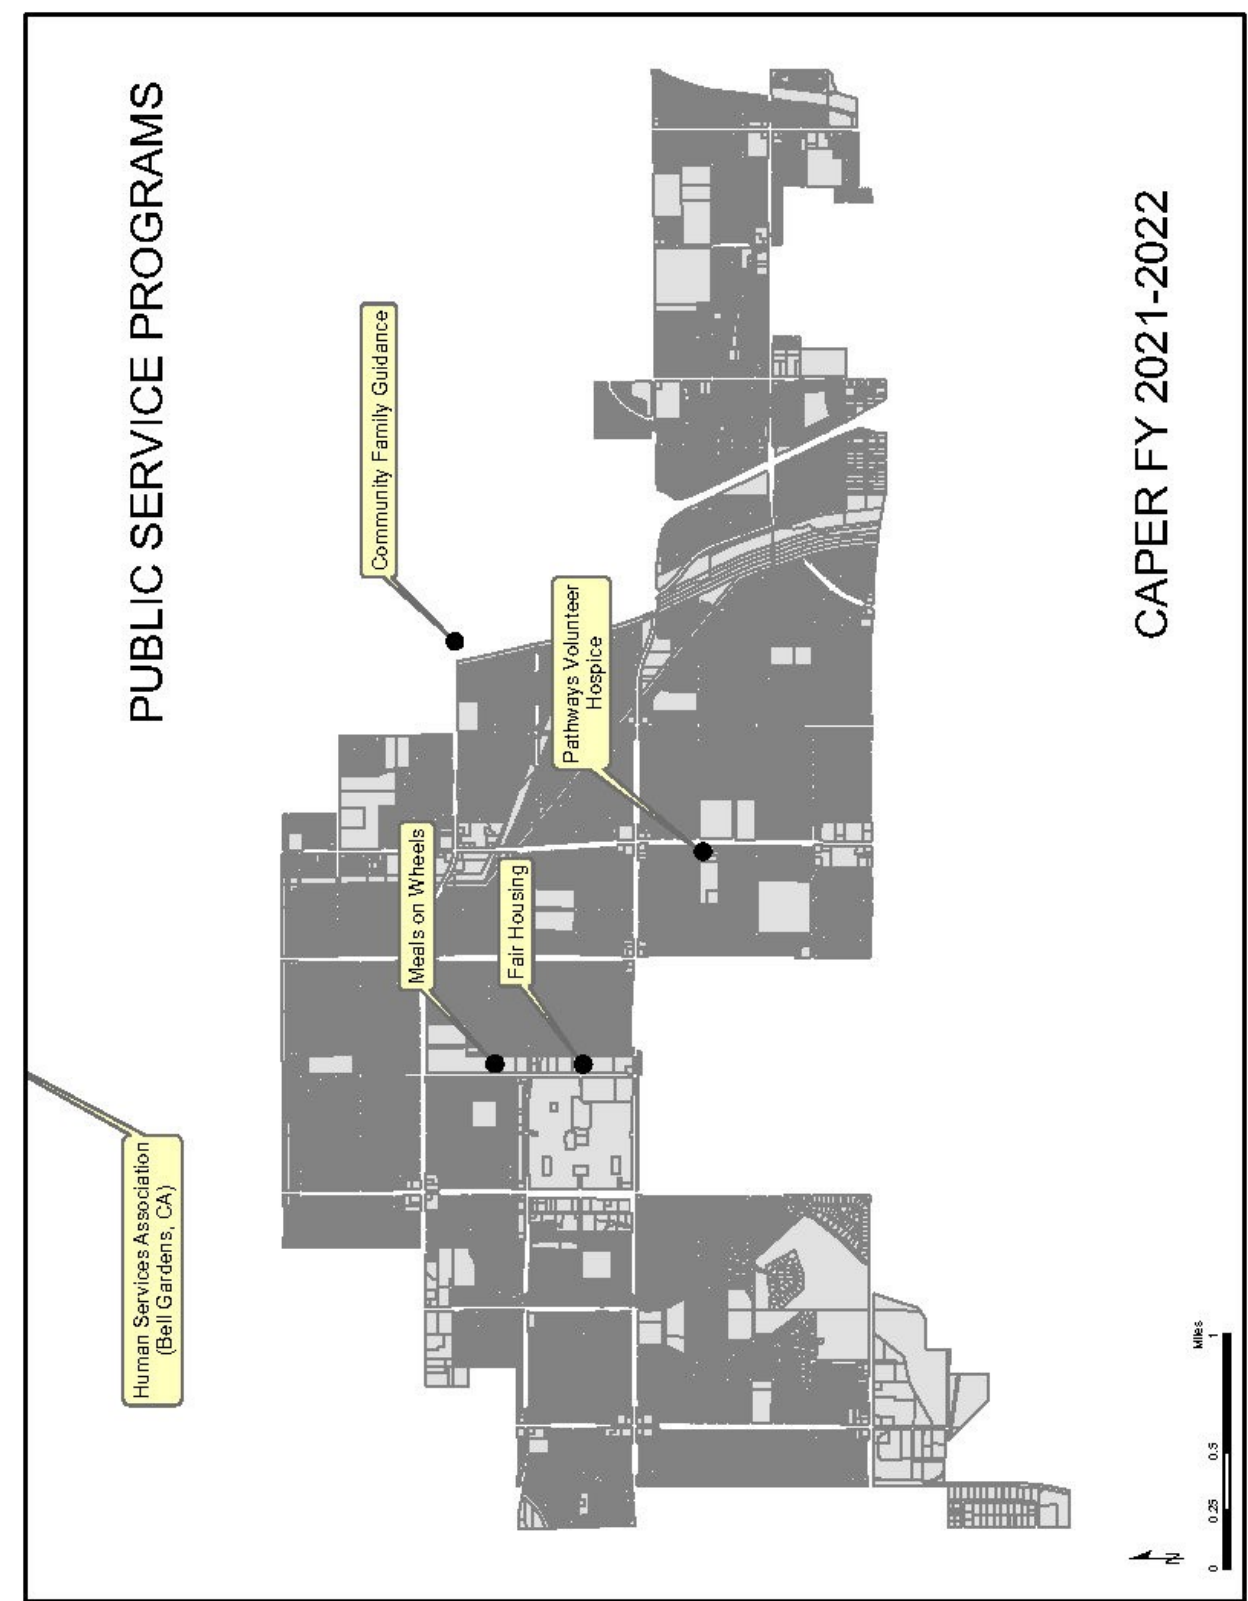 PUBLIC SERVICE PROGRAMS
Human Services Association
(Bell Gardens, CA)
Community Family Guidance
Meals on Wheels
Fair Housing
Pathways Volunteer
Hospice
CAPER FY 2021-2022
N
Miles
0 0.25 0.5 1